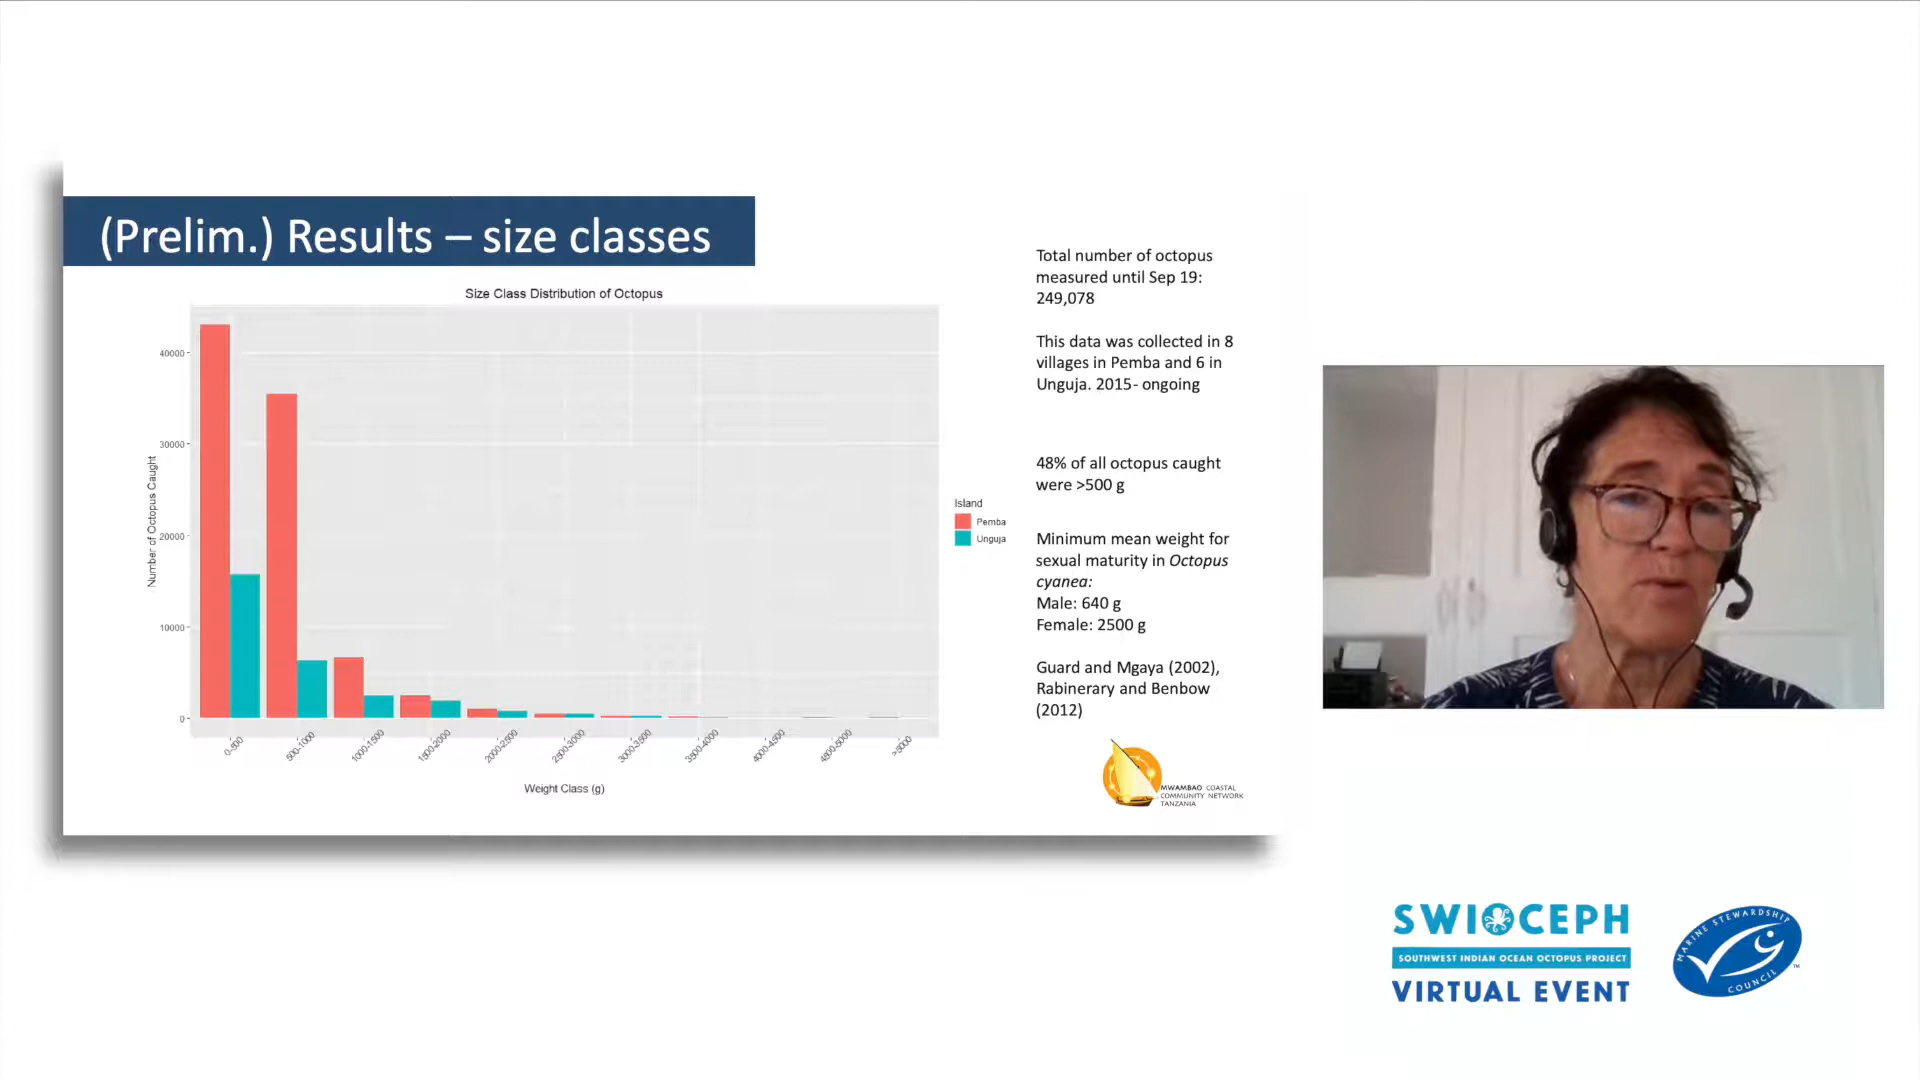 (Prelim.) Results – size classes
Size Class Distribution of Octopus
Number of Octopus Caught
40000
30000
20000
10000
0
0-500
500-1000
1000-1500
1500-2000
2000-2500
2500-3000
3000-3500
3500-4000
4000-4500
4500-5000
>5000
Weight Class (g)
Island
Pemba
Unguja
Total number of octopus
measured until Sep 19:
249,078
This data was collected in 8
villages in Pemba and 6 in
Unguja. 2015- ongoing
48% of all octopus caught
were >500 g
Minimum mean weight for
sexual maturity in Octopus
cyanea:
Male: 640 g
Female: 2500 g
Guard and Mgaya (2002),
Rabinerary and Benbow
(2012)
MWAMBAO COASTAL
COMMUNITY NETWORK
TANZANIA
SWIOCEPH
SOUTHWEST INDIAN OCEAN OCTOPUS PROJECT
VIRTUAL EVENT
MARINE STEWARDSHIP
COUNCIL
TM